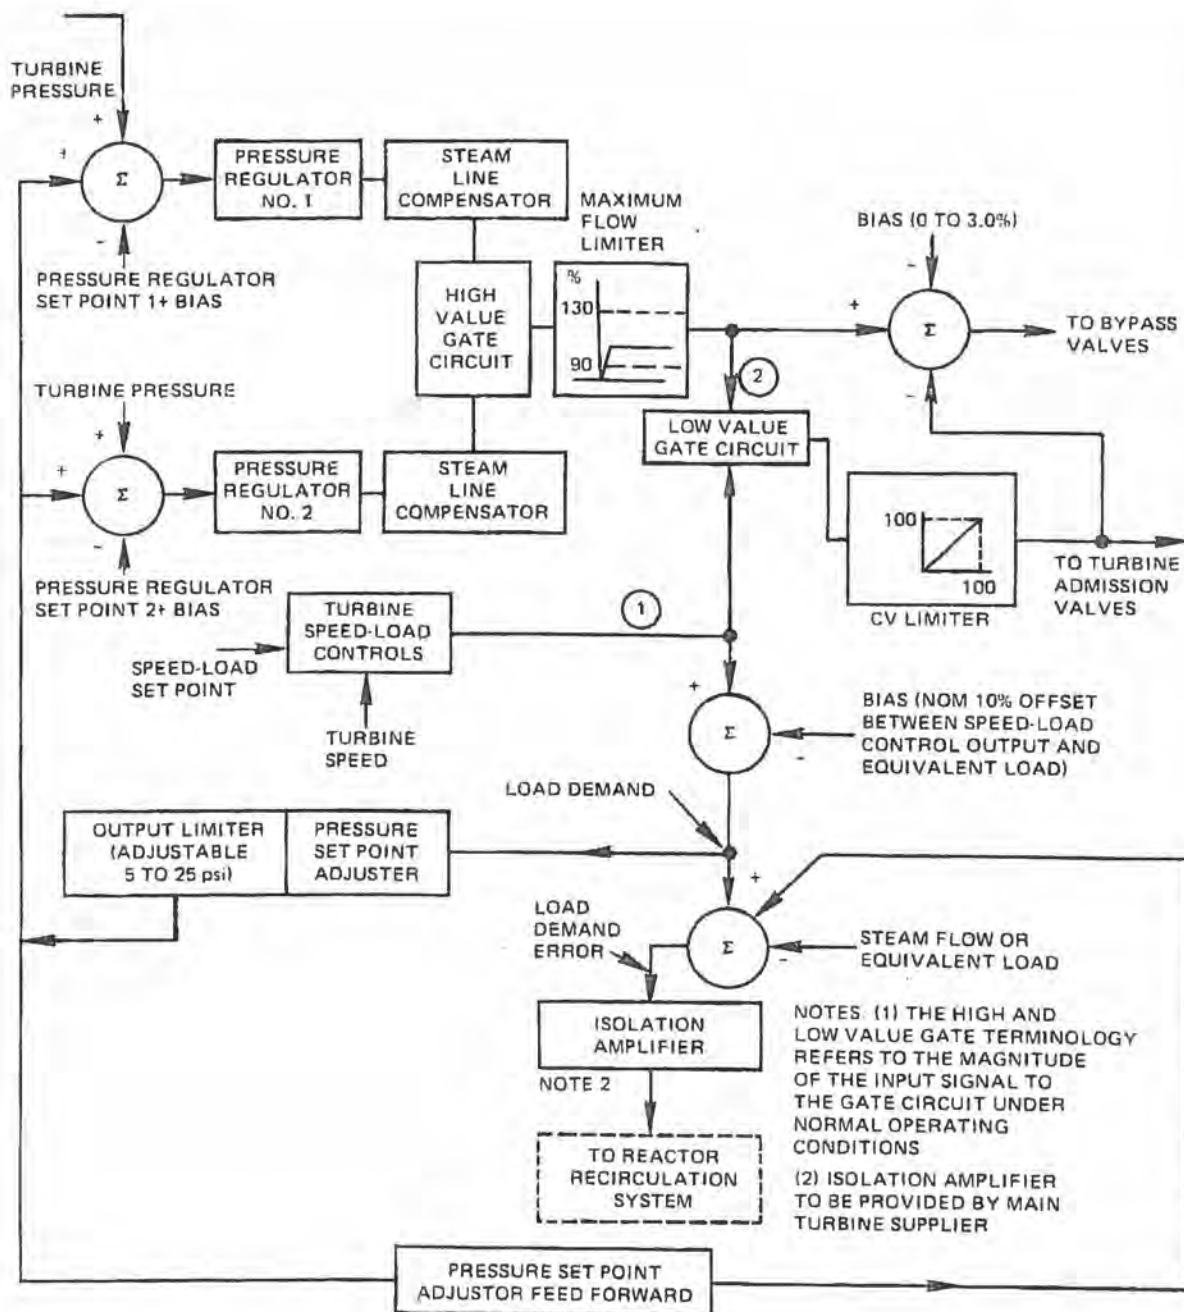 TURBINE
PRESSURE
+
+
Σ
-
PRESSURE
REGULATOR
NO. 1
STEAM
LINE
COMPENSATOR
PRESSURE REGULATOR
SET POINT 1+ BIAS
HIGH
VALUE
GATE
CIRCUIT
MAXIMUM
FLOW
LIMITER
%
130
90
BIAS (0 TO 3.0%)
-
+
Σ
-
TO BYPASS
VALVES
2
LOW VALUE
GATE CIRCUIT
TURBINE PRESSURE
+
+
Σ
-
PRESSURE
REGULATOR
NO. 2
STEAM
LINE
COMPENSATOR
PRESSURE REGULATOR
SET POINT 2+ BIAS
100
100
CV LIMITER
TO TURBINE
ADMISSION
VALVES
1
TURBINE
SPEED-LOAD
CONTROLS
SPEED-LOAD
SET POINT
TURBINE
SPEED
+
Σ
-
BIAS (NOM 10% OFFSET
BETWEEN SPEED-LOAD
CONTROL OUTPUT AND
EQUIVALENT LOAD)
LOAD DEMAND
OUTPUT LIMITER
(ADJUSTABLE
5 TO 25 psi)
PRESSURE
SET POINT
ADJUSTER
+
Σ
-
LOAD
DEMAND
ERROR
STEAM FLOW OR
EQUIVALENT LOAD
ISOLATION
AMPLIFIER
NOTE 2
TO REACTOR
RECIRCULATION
SYSTEM
NOTES: (1) THE HIGH AND
LOW VALUE GATE TERMINOLOGY
REFERS TO THE MAGNITUDE
OF THE INPUT SIGNAL TO
THE GATE CIRCUIT UNDER
NORMAL OPERATING
CONDITIONS
(2) ISOLATION AMPLIFIER
TO BE PROVIDED BY MAIN
TURBINE SUPPLIER
PRESSURE SET POINT
ADJUSTOR FEED FORWARD